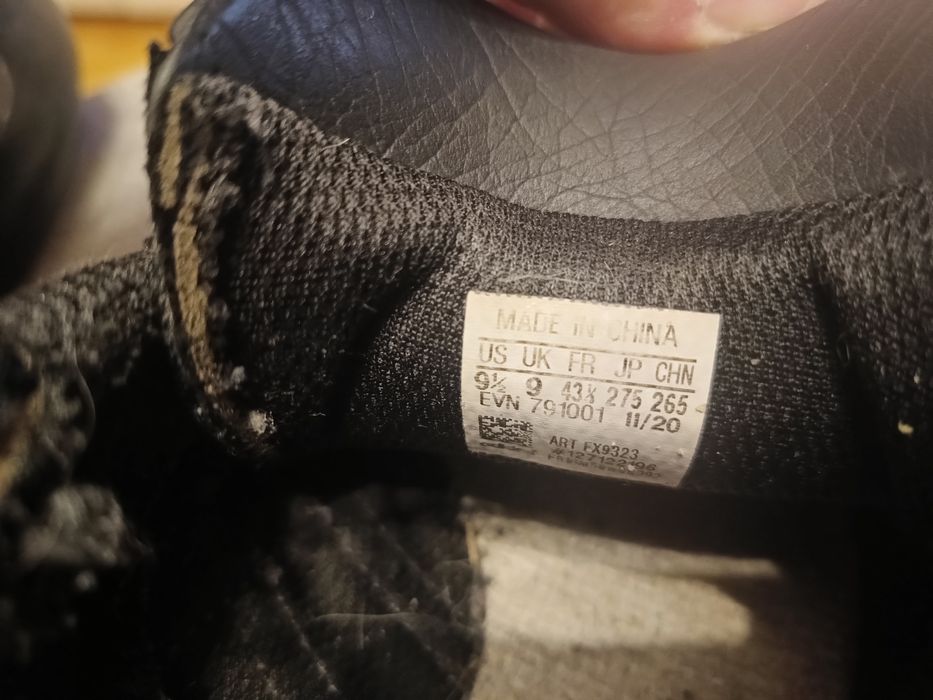 MADE IN CHINA
US UK FR JP CHN
9½ 9 43⅓ 275 265
EVN 791001 11/20
ART FX9323
#127122196